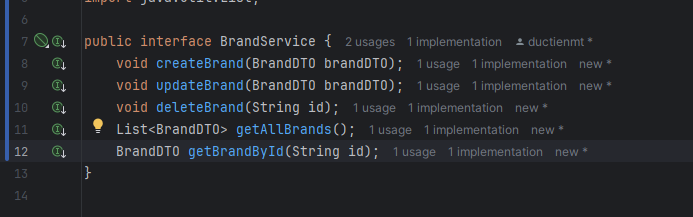 import java.util.List;
6
7 public interface BrandService { 2 usages 1 implementation ductienmt *
8 void createBrand(BrandDTO brandDTO); 1 usage 1 implementation new *
9 void updateBrand(BrandDTO brandDTO); 1 usage 1 implementation new *
10 void deleteBrand(String id); 1 usage 1 implementation new *
11 List<BrandDTO> getAllBrands(); 1 usage 1 implementation new *
12 BrandDTO getBrandById(String id); 1 usage 1 implementation new *
13 }
14